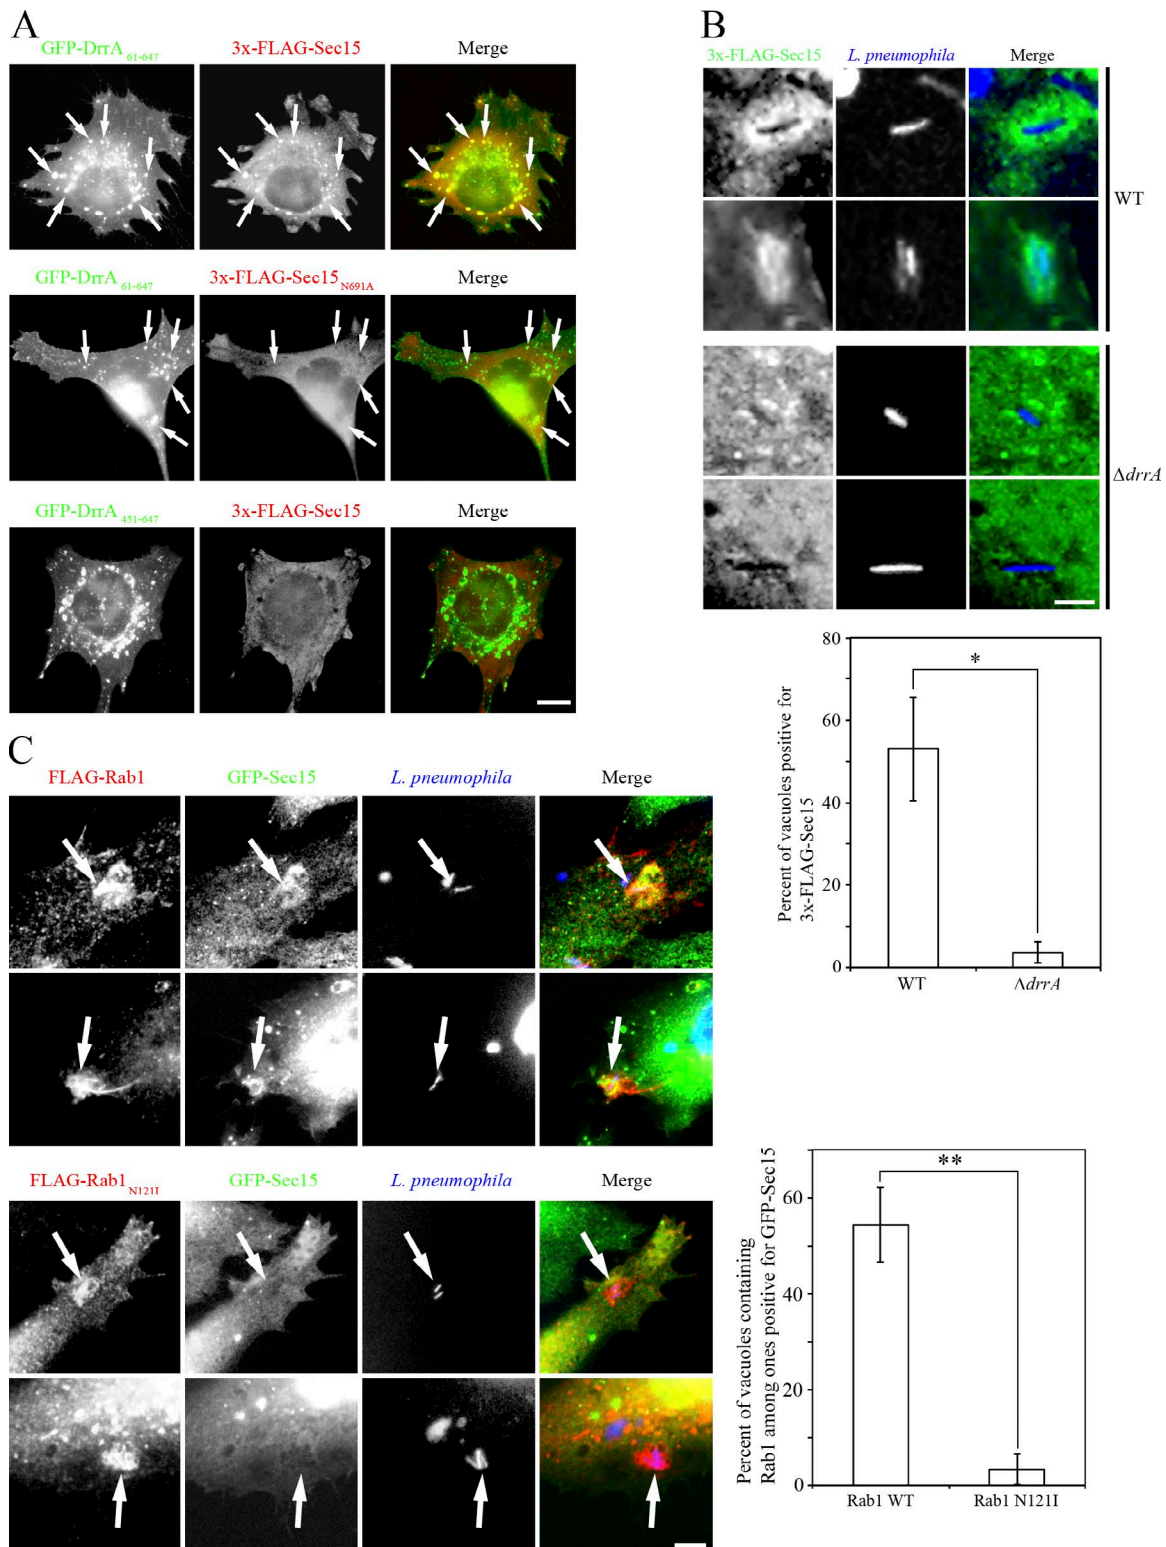 A
GFP-DrrA 61-647 3x-FLAG-Sec15 Merge
GFP-DrrA 61-647 3x-FLAG-Sec15 N691A Merge
GFP-DrrA 451-647 3x-FLAG-Sec15 Merge
B
3x-FLAG-Sec15 L. pneumophila Merge
WT
ΔdrrA
Percent of vacuoles positive for
3x-FLAG-Sec15
80
60
40
20
0
*
WT ΔdrrA
C
FLAG-Rab1 GFP-Sec15 L. pneumophila Merge
FLAG-Rab1 N121I GFP-Sec15 L. pneumophila Merge
Percent of vacuoles containing
Rab1 among ones positive for GFP-Sec15
60
40
20
0
**
Rab1 WT Rab1 N121I